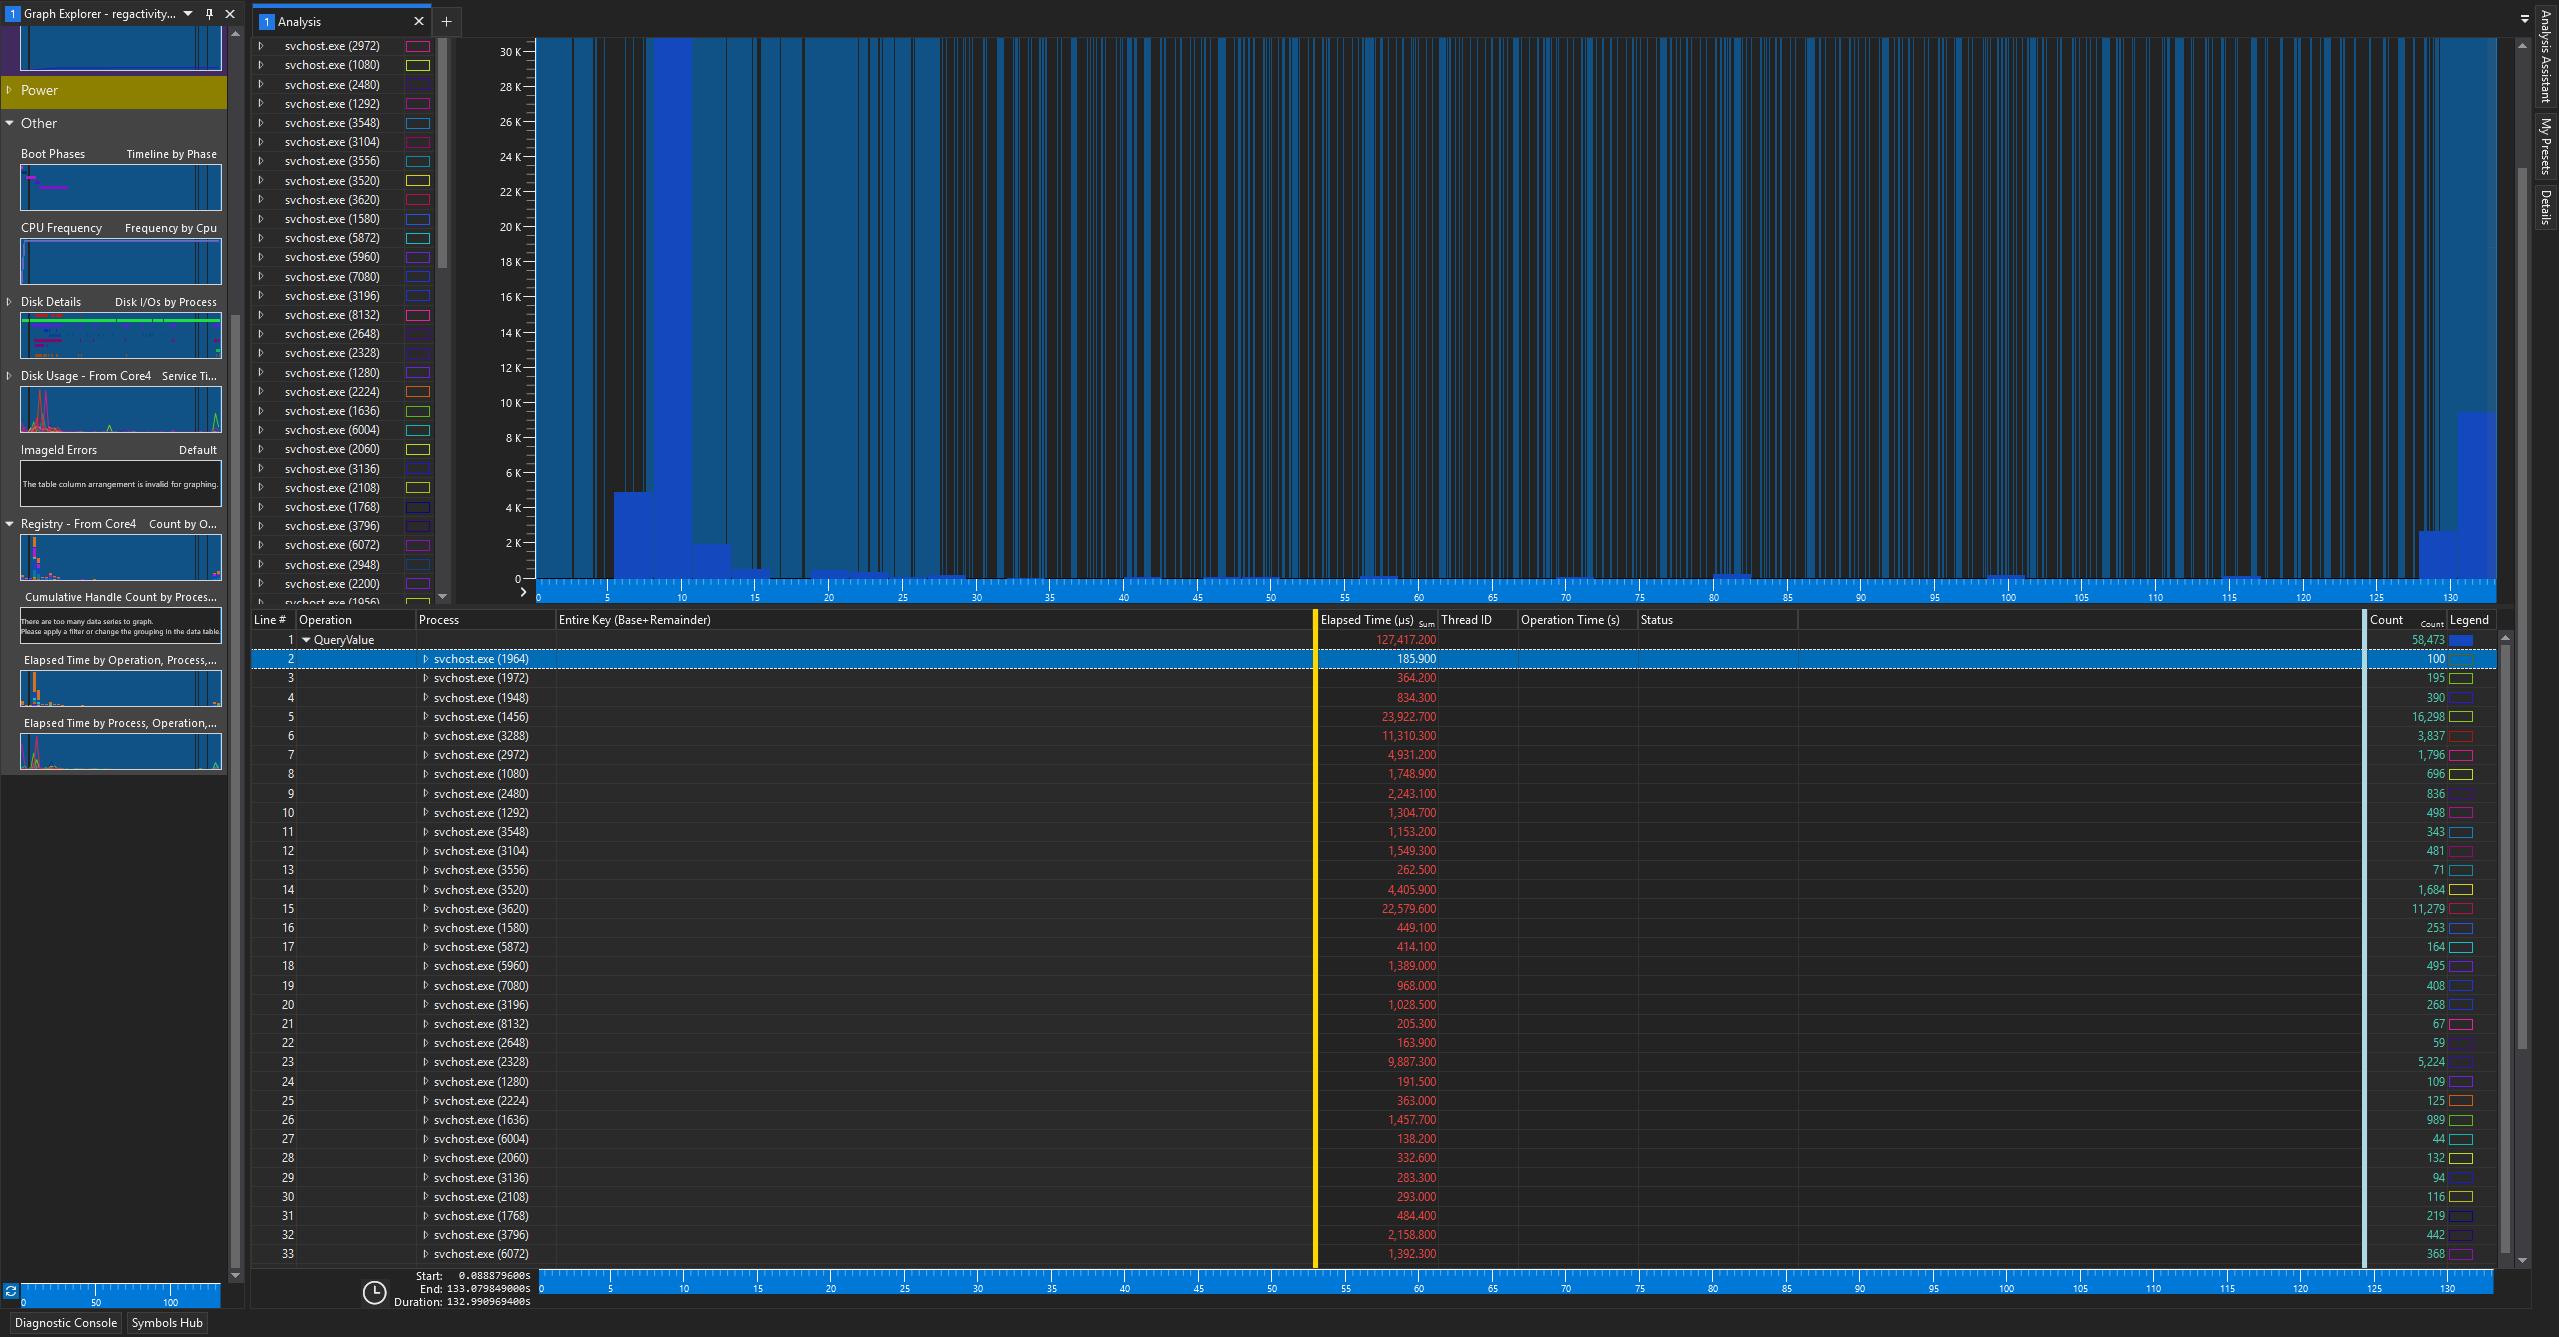 1 Graph Explorer - regactivity...
Power
Other
Boot Phases Timeline by Phase
CPU Frequency Frequency by Cpu
Disk Details Disk I/Os by Process
Disk Usage - From Core4 Service Ti...
ImageId Errors Default
The table column arrangement is invalid for graphing.
Registry - From Core4 Count by O...
Cumulative Handle Count by Proces...
There are too many data series to graph.
Please apply a filter or change the grouping in the data table.
Elapsed Time by Operation, Process,...
Elapsed Time by Process, Operation,...
0 50 100
1 Analysis
svchost.exe (2972)
svchost.exe (1080)
svchost.exe (2480)
svchost.exe (1292)
svchost.exe (3548)
svchost.exe (3104)
svchost.exe (3556)
svchost.exe (3520)
svchost.exe (3620)
svchost.exe (1580)
svchost.exe (5872)
svchost.exe (5960)
svchost.exe (7080)
svchost.exe (3196)
svchost.exe (8132)
svchost.exe (2648)
svchost.exe (2328)
svchost.exe (1280)
svchost.exe (2224)
svchost.exe (1636)
svchost.exe (6004)
svchost.exe (2060)
svchost.exe (3136)
svchost.exe (2108)
svchost.exe (1768)
svchost.exe (3796)
svchost.exe (6072)
svchost.exe (2948)
svchost.exe (2200)
svchost.exe (1956)
30 K
28 K
26 K
24 K
22 K
20 K
18 K
16 K
14 K
12 K
10 K
8 K
6 K
4 K
2 K
0
0 5 10 15 20 25 30 35 40 45 50 55 60 65 70 75 80 85 90 95 100 105 110 115 120 125 130
Line # Operation Process Entire Key (Base+Remainder) Elapsed Time (µs) Sum Thread ID Operation Time (s) Status Count Count Legend
1 QueryValue 127,417.200 58,473
2 svchost.exe (1964) 185.900 100
3 svchost.exe (1972) 364.200 195
4 svchost.exe (1948) 834.300 390
5 svchost.exe (1456) 23,922.700 16,298
6 svchost.exe (3288) 11,310.300 3,837
7 svchost.exe (2972) 4,931.200 1,796
8 svchost.exe (1080) 1,748.900 696
9 svchost.exe (2480) 2,243.100 836
10 svchost.exe (1292) 1,304.700 498
11 svchost.exe (3548) 1,153.200 343
12 svchost.exe (3104) 1,549.300 481
13 svchost.exe (3556) 262.500 71
14 svchost.exe (3520) 4,405.900 1,684
15 svchost.exe (3620) 22,579.600 11,279
16 svchost.exe (1580) 449.100 253
17 svchost.exe (5872) 414.100 164
18 svchost.exe (5960) 1,389.000 495
19 svchost.exe (7080) 968.000 408
20 svchost.exe (3196) 1,028.500 268
21 svchost.exe (8132) 205.300 67
22 svchost.exe (2648) 163.900 59
23 svchost.exe (2328) 9,887.300 5,224
24 svchost.exe (1280) 191.500 109
25 svchost.exe (2224) 363.000 125
26 svchost.exe (1636) 1,457.700 989
27 svchost.exe (6004) 138.200 44
28 svchost.exe (2060) 332.600 132
29 svchost.exe (3136) 283.300 94
30 svchost.exe (2108) 293.000 116
31 svchost.exe (1768) 484.400 219
32 svchost.exe (3796) 2,158.800 442
33 svchost.exe (6072) 1,392.300 368
Start: 0.088879600s
End: 133.079849000s
Duration: 132.990969400s
0 5 10 15 20 25 30 35 40 45 50 55 60 65 70 75 80 85 90 95 100 105 110 115 120 125 130
Analysis Assistant
My Presets
Details
Diagnostic Console Symbols Hub